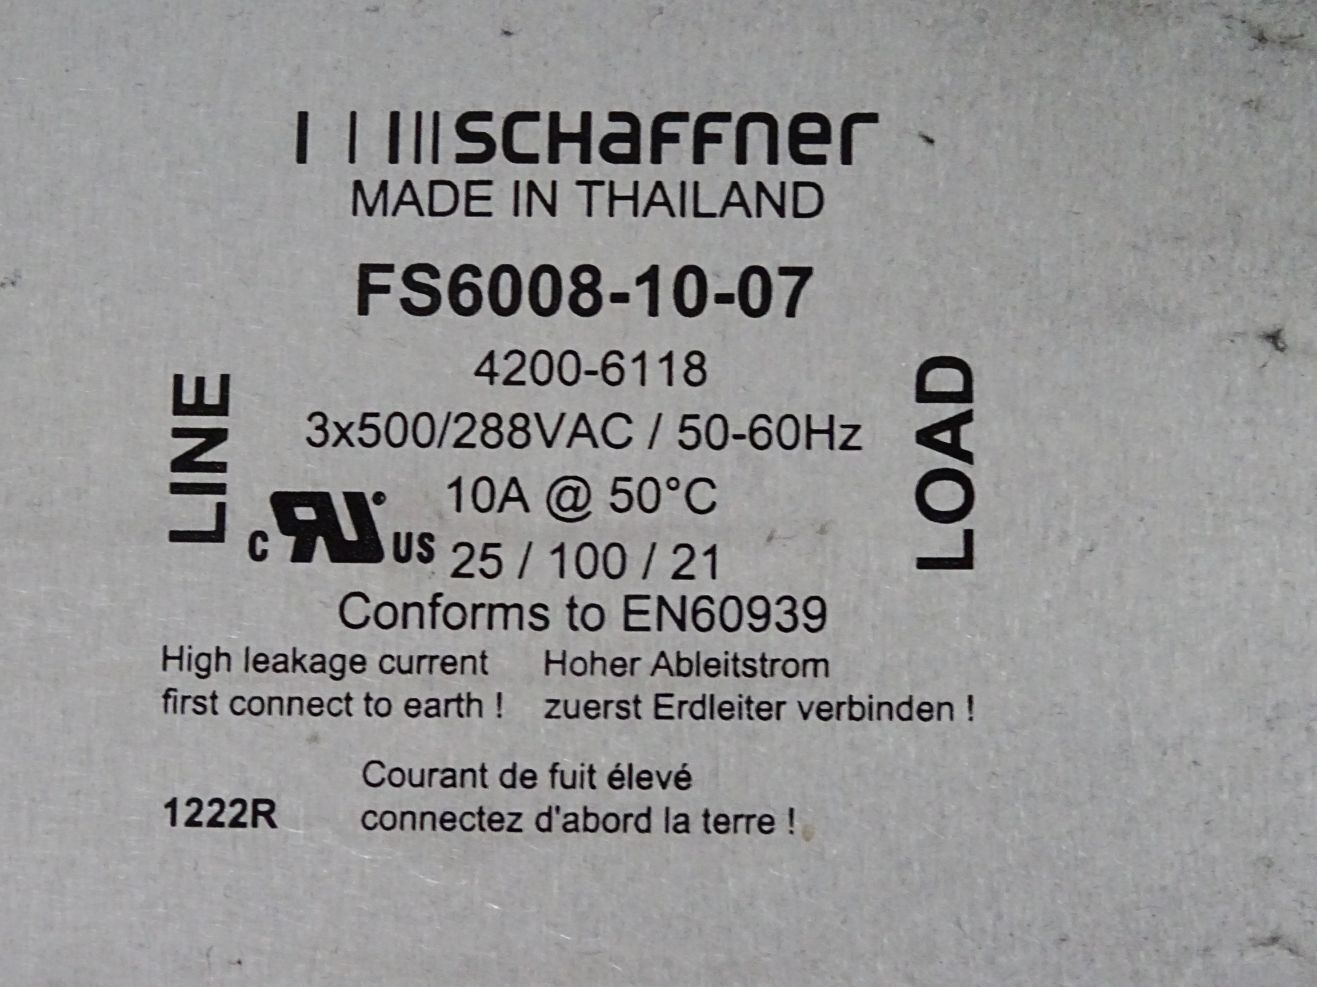 SCHaFFner
MADE IN THAILAND
FS6008-10-07
4200-6118
3x500/288VAC / 50-60Hz
LINE
LOAD
10A @ 50°C
c RU US 25 / 100 / 21
Conforms to EN60939
High leakage current
first connect to earth !
Hoher Ableitstrom
zuerst Erdleiter verbinden !
Courant de fuit élevé
connectez d'abord la terre !
1222R